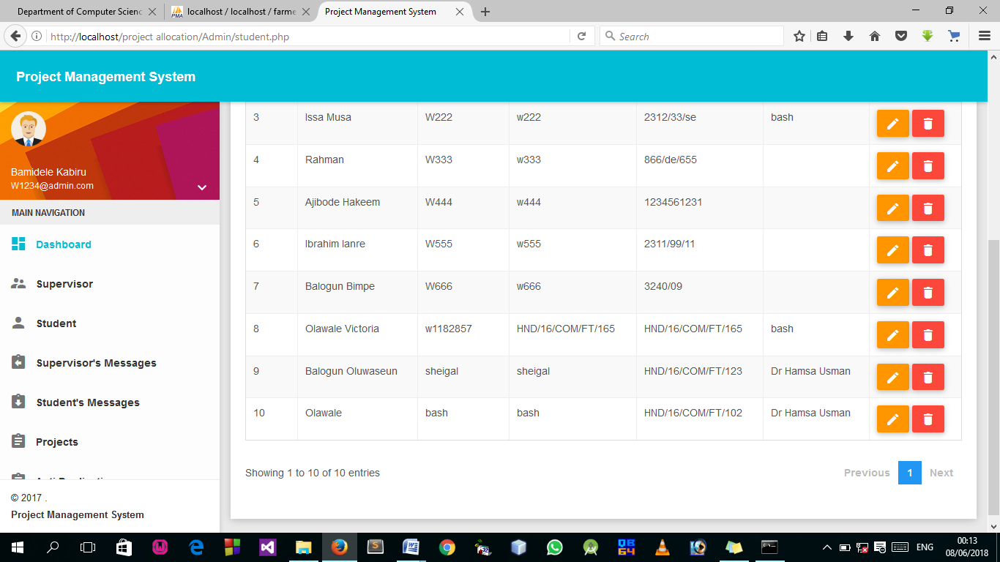 Department of Computer Scienc
localhost / localhost / farme
Project Management System
http://localhost/project allocation/Admin/student.php
Search
Project Management System
Bamidele Kabiru
W1234@admin.com
MAIN NAVIGATION
Dashboard
Supervisor
Student
Supervisor's Messages
Student's Messages
Projects
© 2017 .
Project Management System
3 Issa Musa W222 w222 2312/33/se bash
4 Rahman W333 w333 866/de/655
5 Ajibode Hakeem W444 w444 1234561231
6 Ibrahim lanre W555 w555 2311/99/11
7 Balogun Bimpe W666 w666 3240/09
8 Olawale Victoria w1182857 HND/16/COM/FT/165 HND/16/COM/FT/165 bash
9 Balogun Oluwaseun sheigal sheigal HND/16/COM/FT/123 Dr Hamsa Usman
10 Olawale bash bash HND/16/COM/FT/102 Dr Hamsa Usman
Showing 1 to 10 of 10 entries
Previous 1 Next
ENG
00:13
08/06/2018